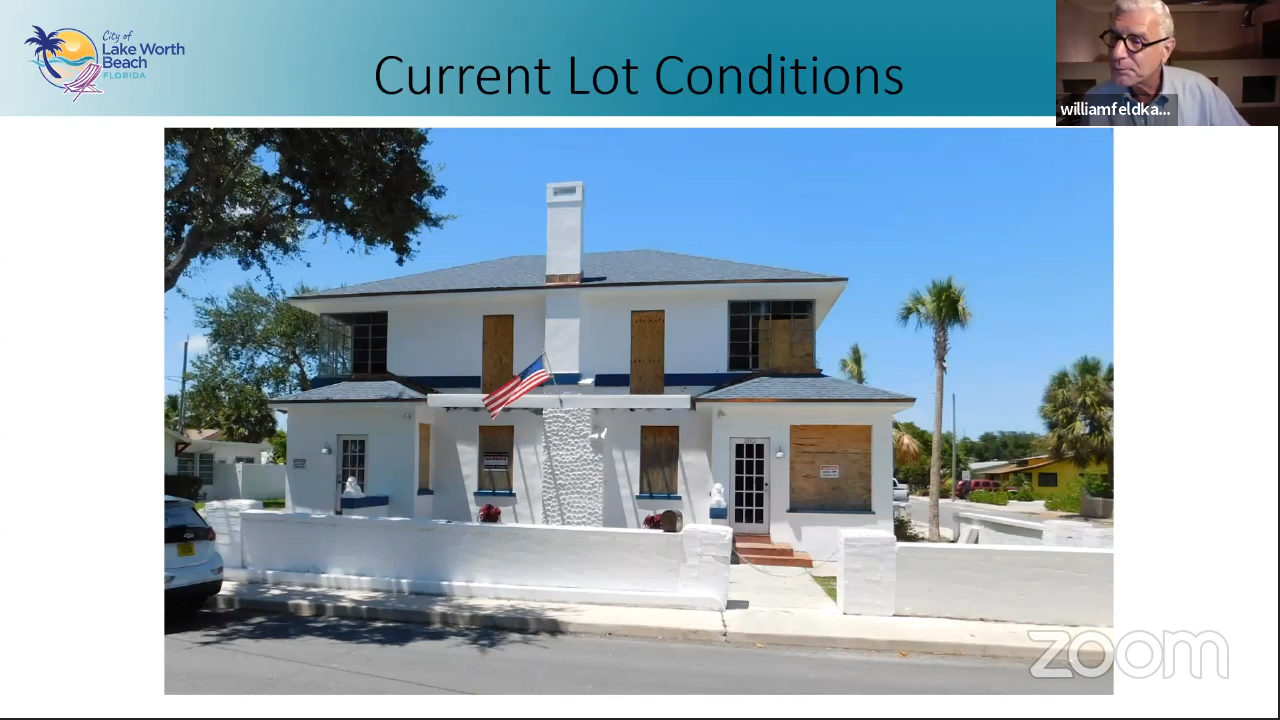 City of
Lake Worth
Beach
FLORIDA
Current Lot Conditions
williamfeldka...
zoom